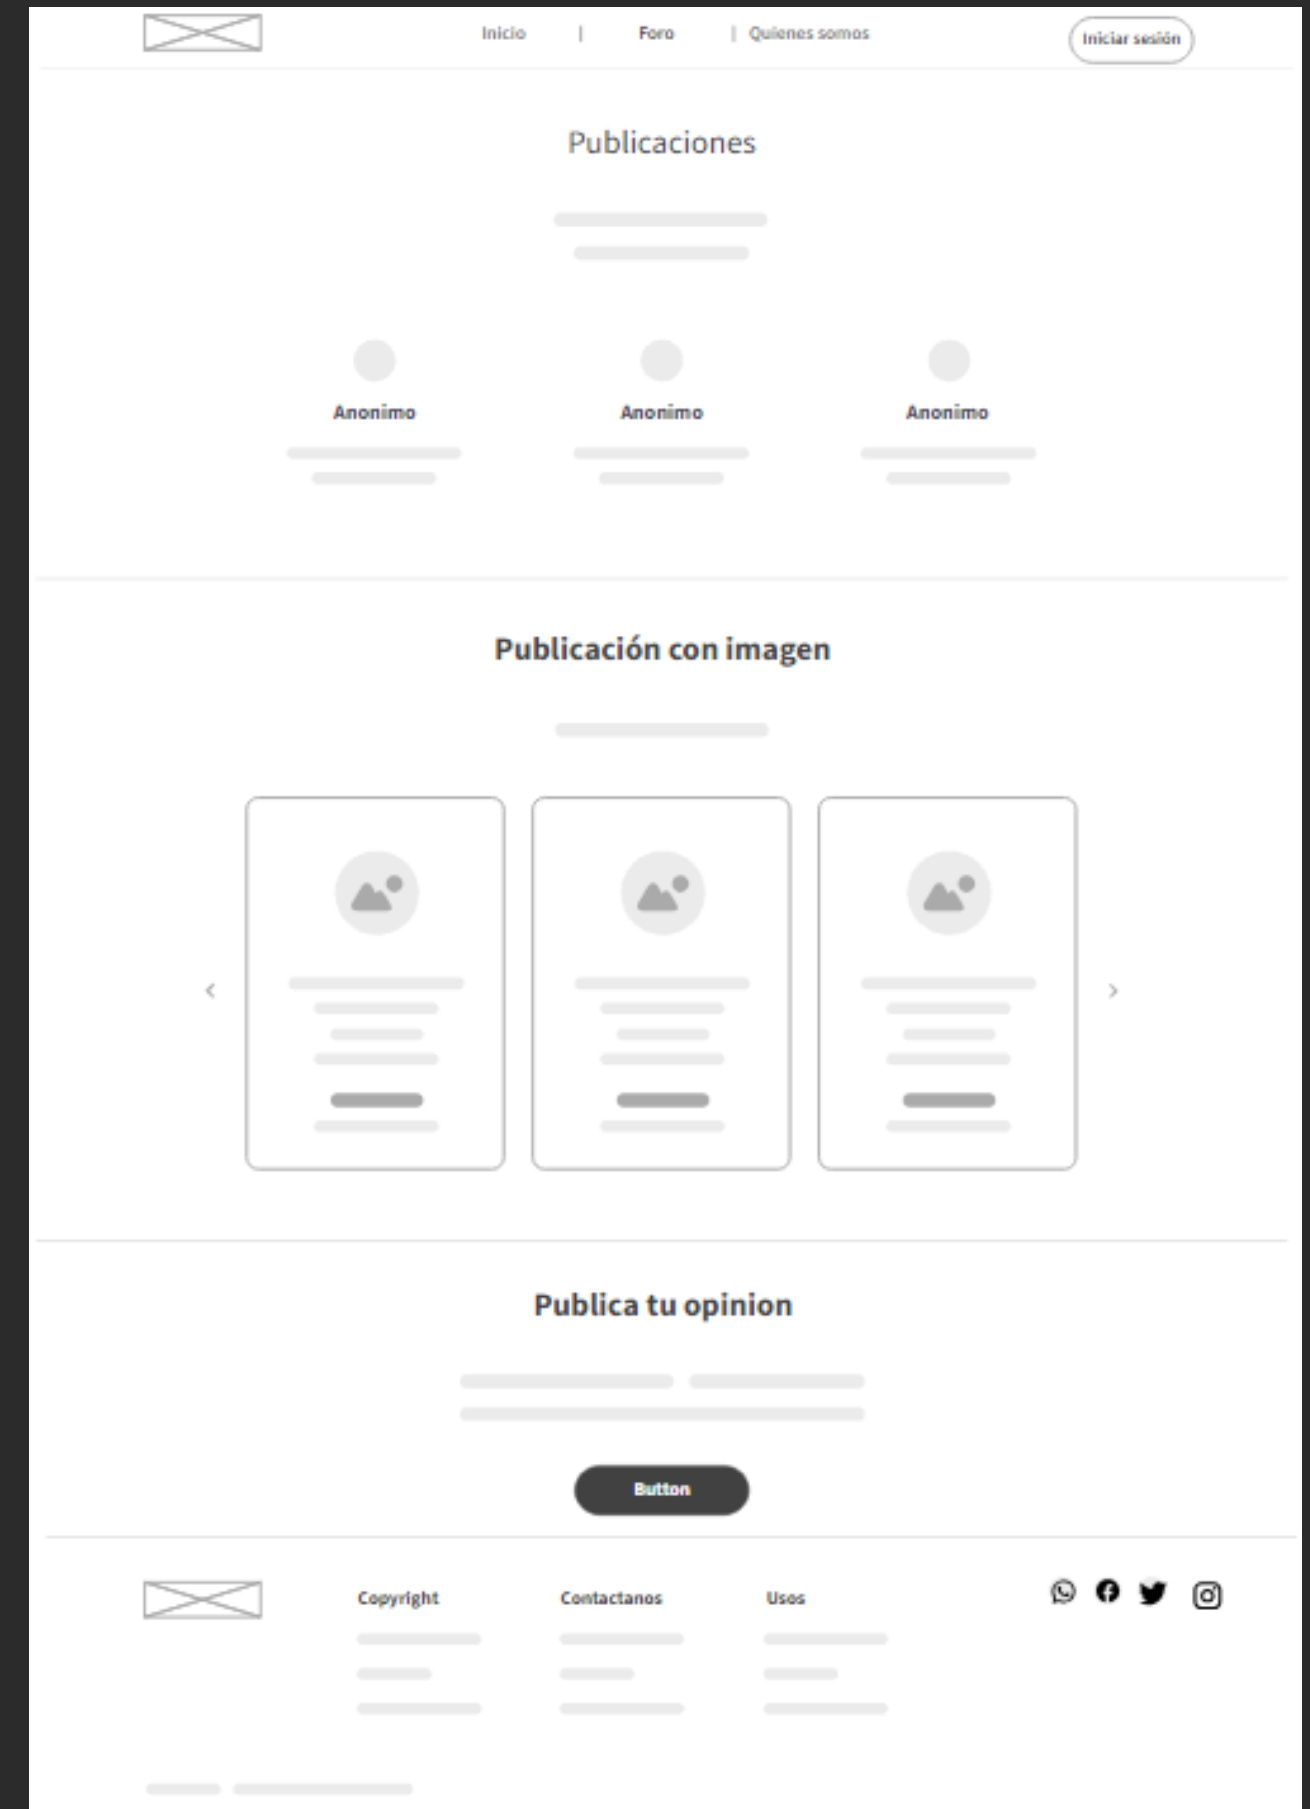 Inicio | Foro | Quienes somos
Iniciar sesión
Publicaciones
Anonimo
Anonimo
Anonimo
Publicación con imagen
Publica tu opinion
Button
Copyright
Contactanos
Usos